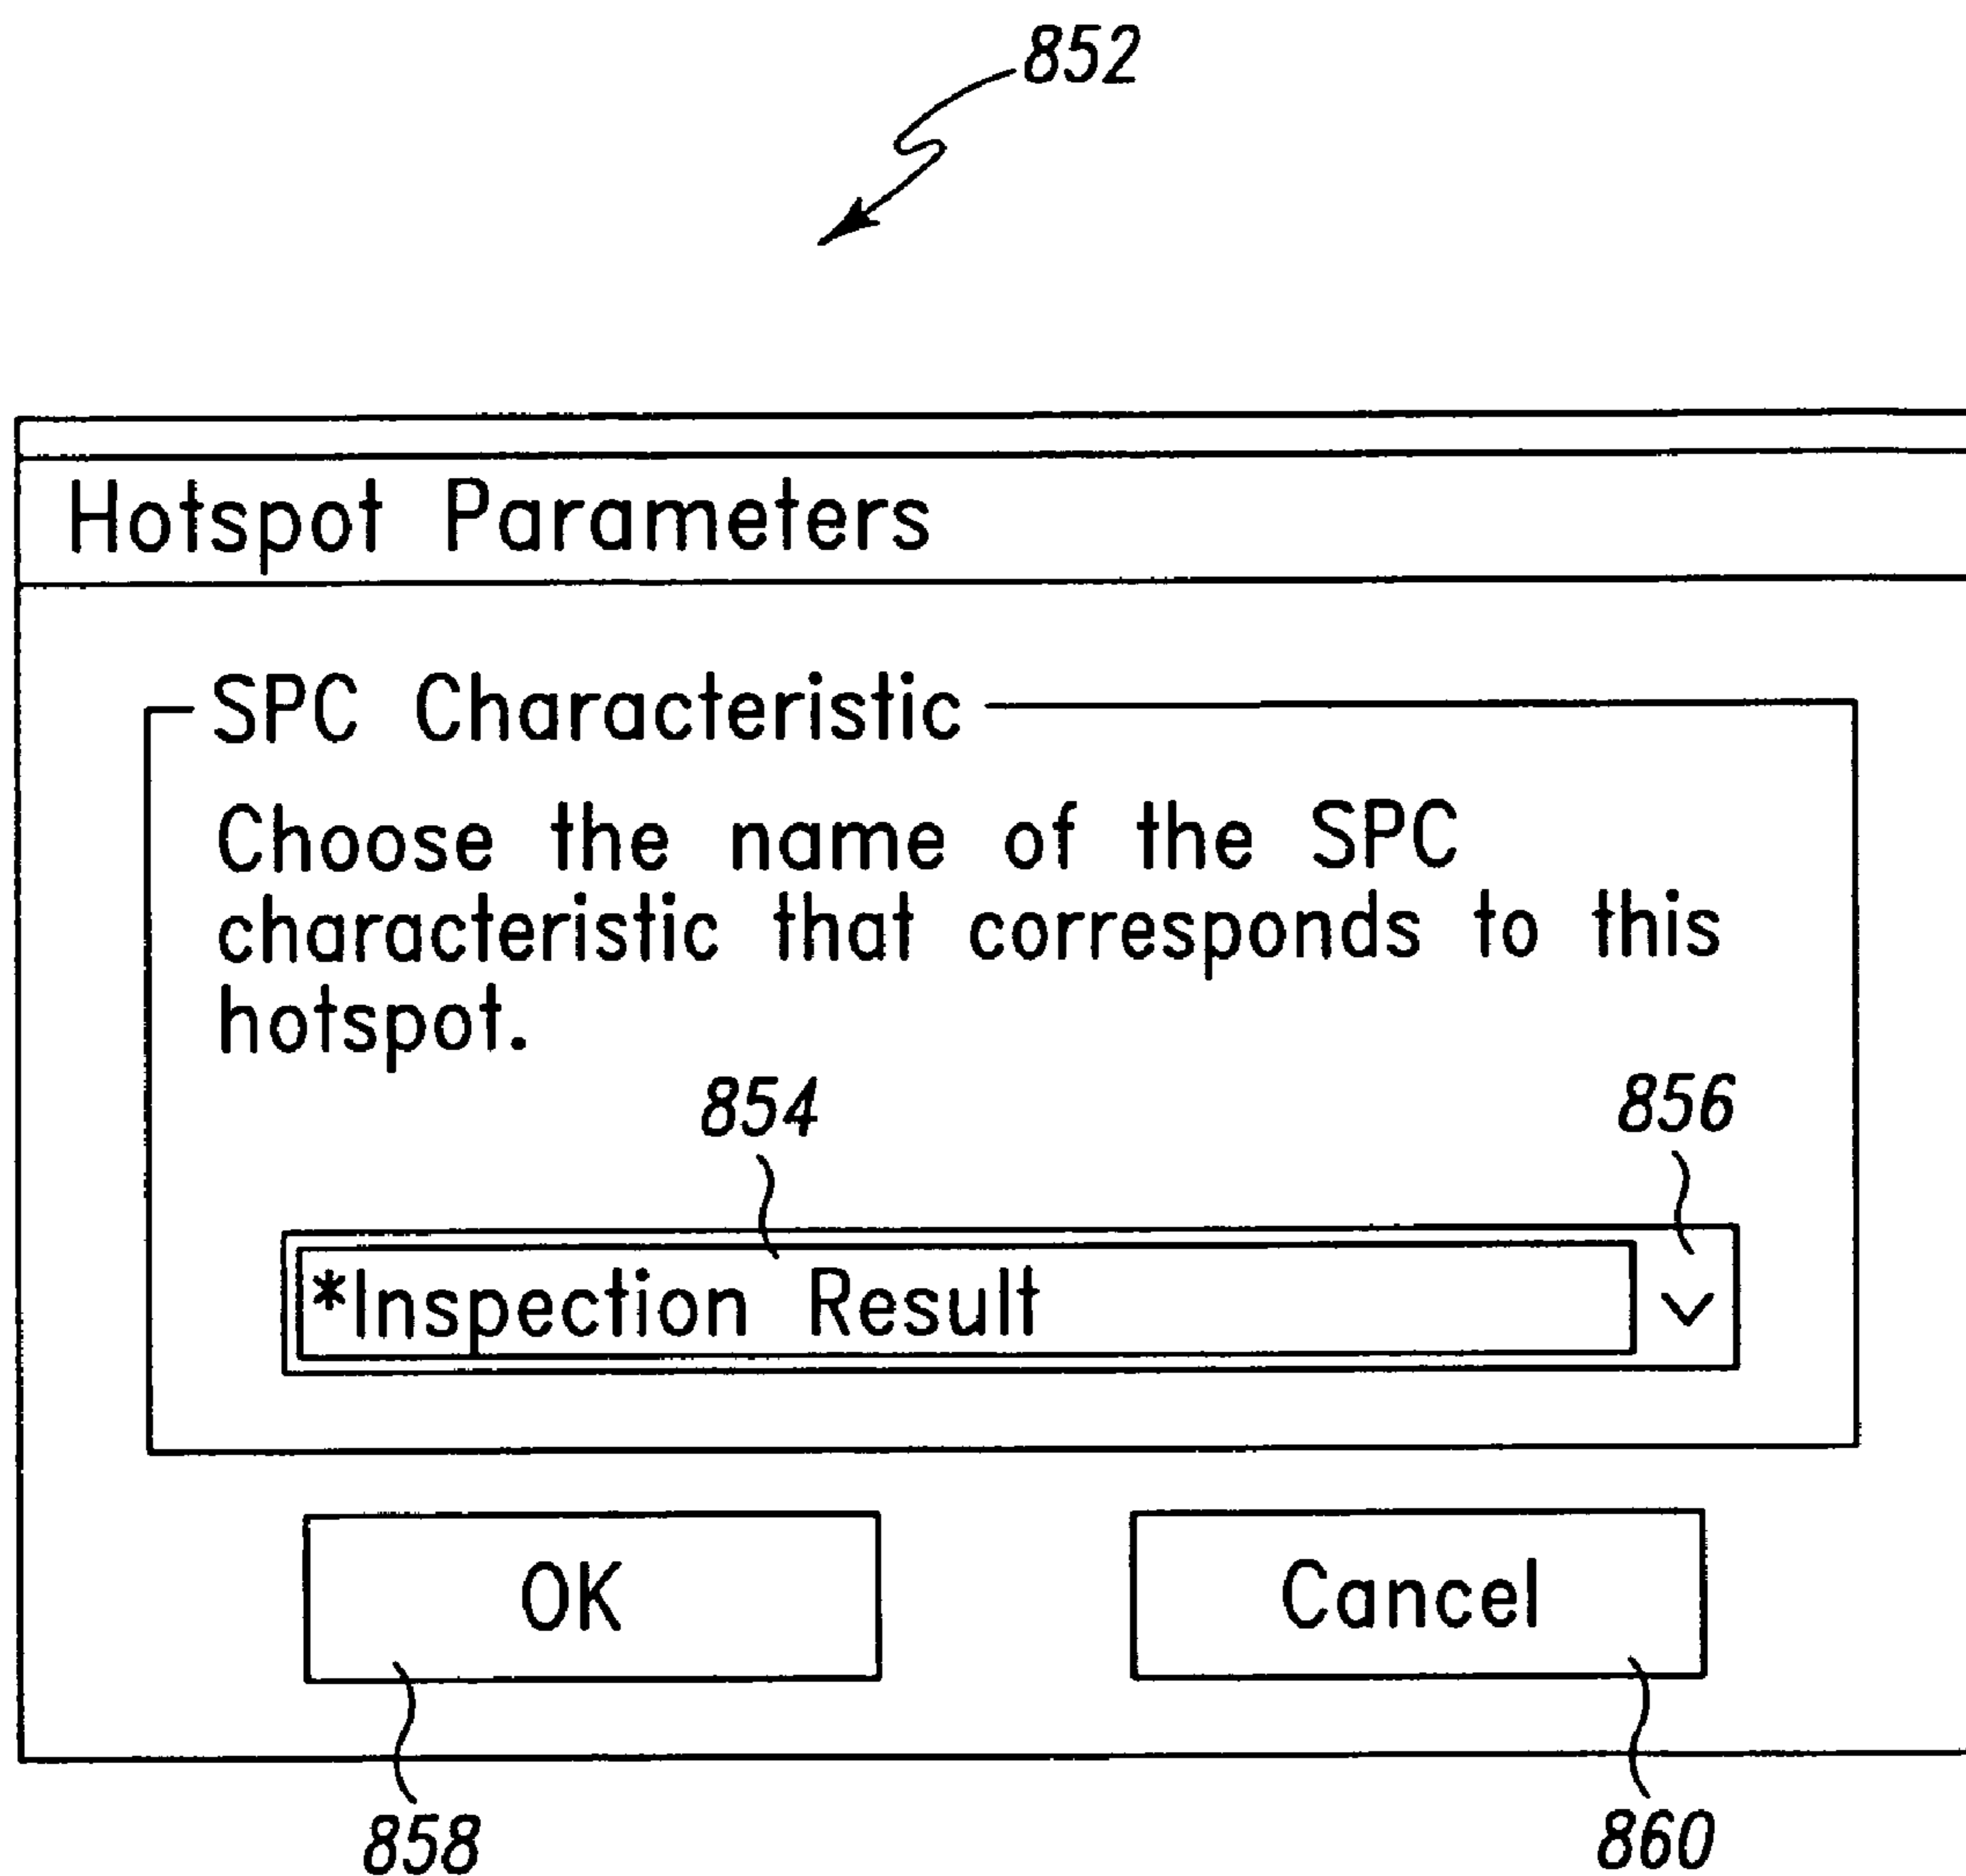 852
Hotspot Parameters
SPC Characteristic
Choose the name of the SPC
characteristic that corresponds to this
hotspot.
854
856
*Inspection Result
OK
Cancel
858
860